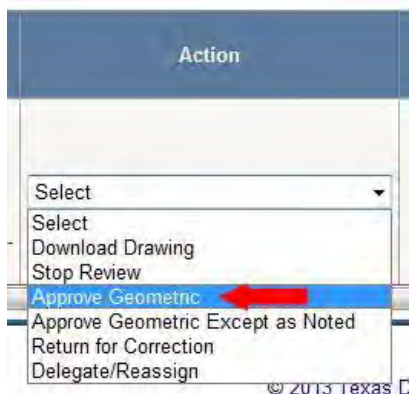 Action
Select
Select
Download Drawing
Stop Review
Approve Geometric
Approve Geometric Except as Noted
Return for Correction
Delegate/Reassign
© 2013 Texas D